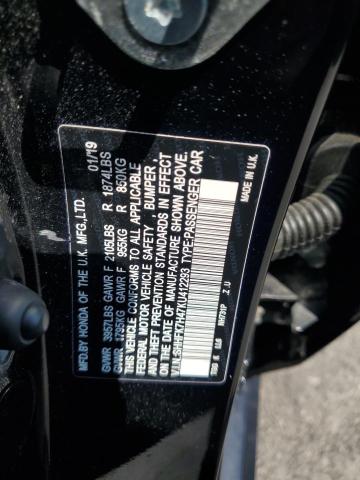 MFD.BY HONDA OF THE U.K. MFG.,LTD. 01/19
GVWR 3957LBS GAWR F 2105LBS R 1874LBS
GVWR 1795KG GAWR F 955KG R 850KG
THIS VEHICLE CONFORMS TO ALL APPLICABLE
FEDERAL MOTOR VEHICLE SAFETY, BUMPER, AND
THEFT PREVENTION STANDARDS IN EFFECT
ON THE DATE OF MANUFACTURE SHOWN ABOVE.
V.I.N.:SHHFK7H47KU412293 TYPE:PASSENGER CAR
MADE IN U.K.